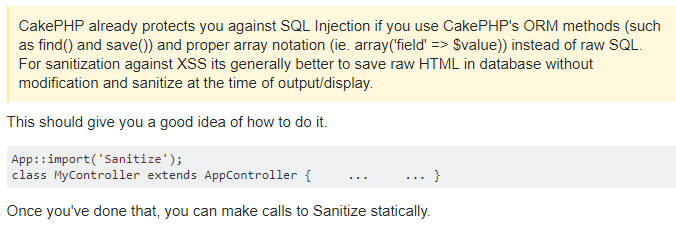 CakePHP already protects you against SQL Injection if you use CakePHP's ORM methods (such
as find() and save()) and proper array notation (ie. array('field' => $value)) instead of raw SQL.
For sanitization against XSS its generally better to save raw HTML in database without
modification and sanitize at the time of output/display.
This should give you a good idea of how to do it.
App::import('Sanitize');
class MyController extends AppController {     ...     ... }
Once you've done that, you can make calls to Sanitize statically.